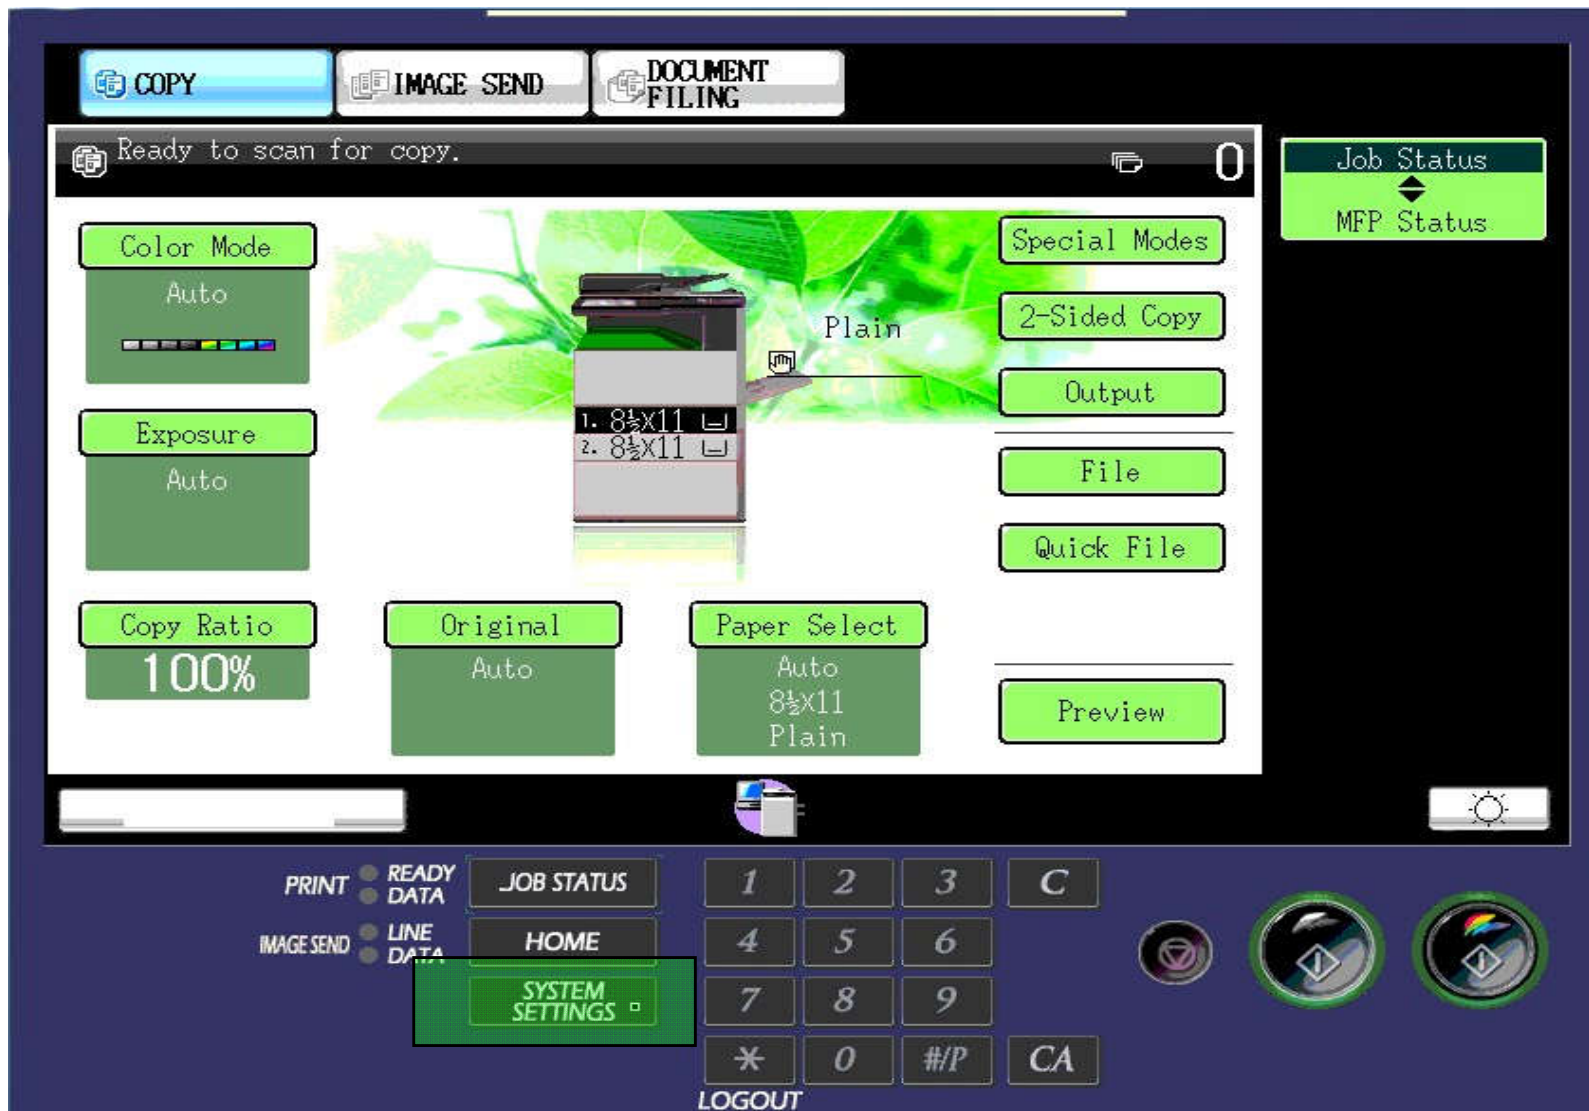 COPY
IMAGE SEND
DOCUMENT
FILING
Ready to scan for copy.
0
Job Status
MFP Status
Color Mode
Auto
Special Modes
2-Sided Copy
Plain
Output
Exposure
Auto
1. 8½X11
2. 8½X11
File
Quick File
Copy Ratio
100%
Original
Auto
Paper Select
Auto
8½X11
Plain
Preview
PRINT
READY
DATA
JOB STATUS
1 2 3 C
IMAGE SEND
LINE
DATA
HOME
4 5 6
SYSTEM
SETTINGS
7 8 9
* 0 #/P CA
LOGOUT